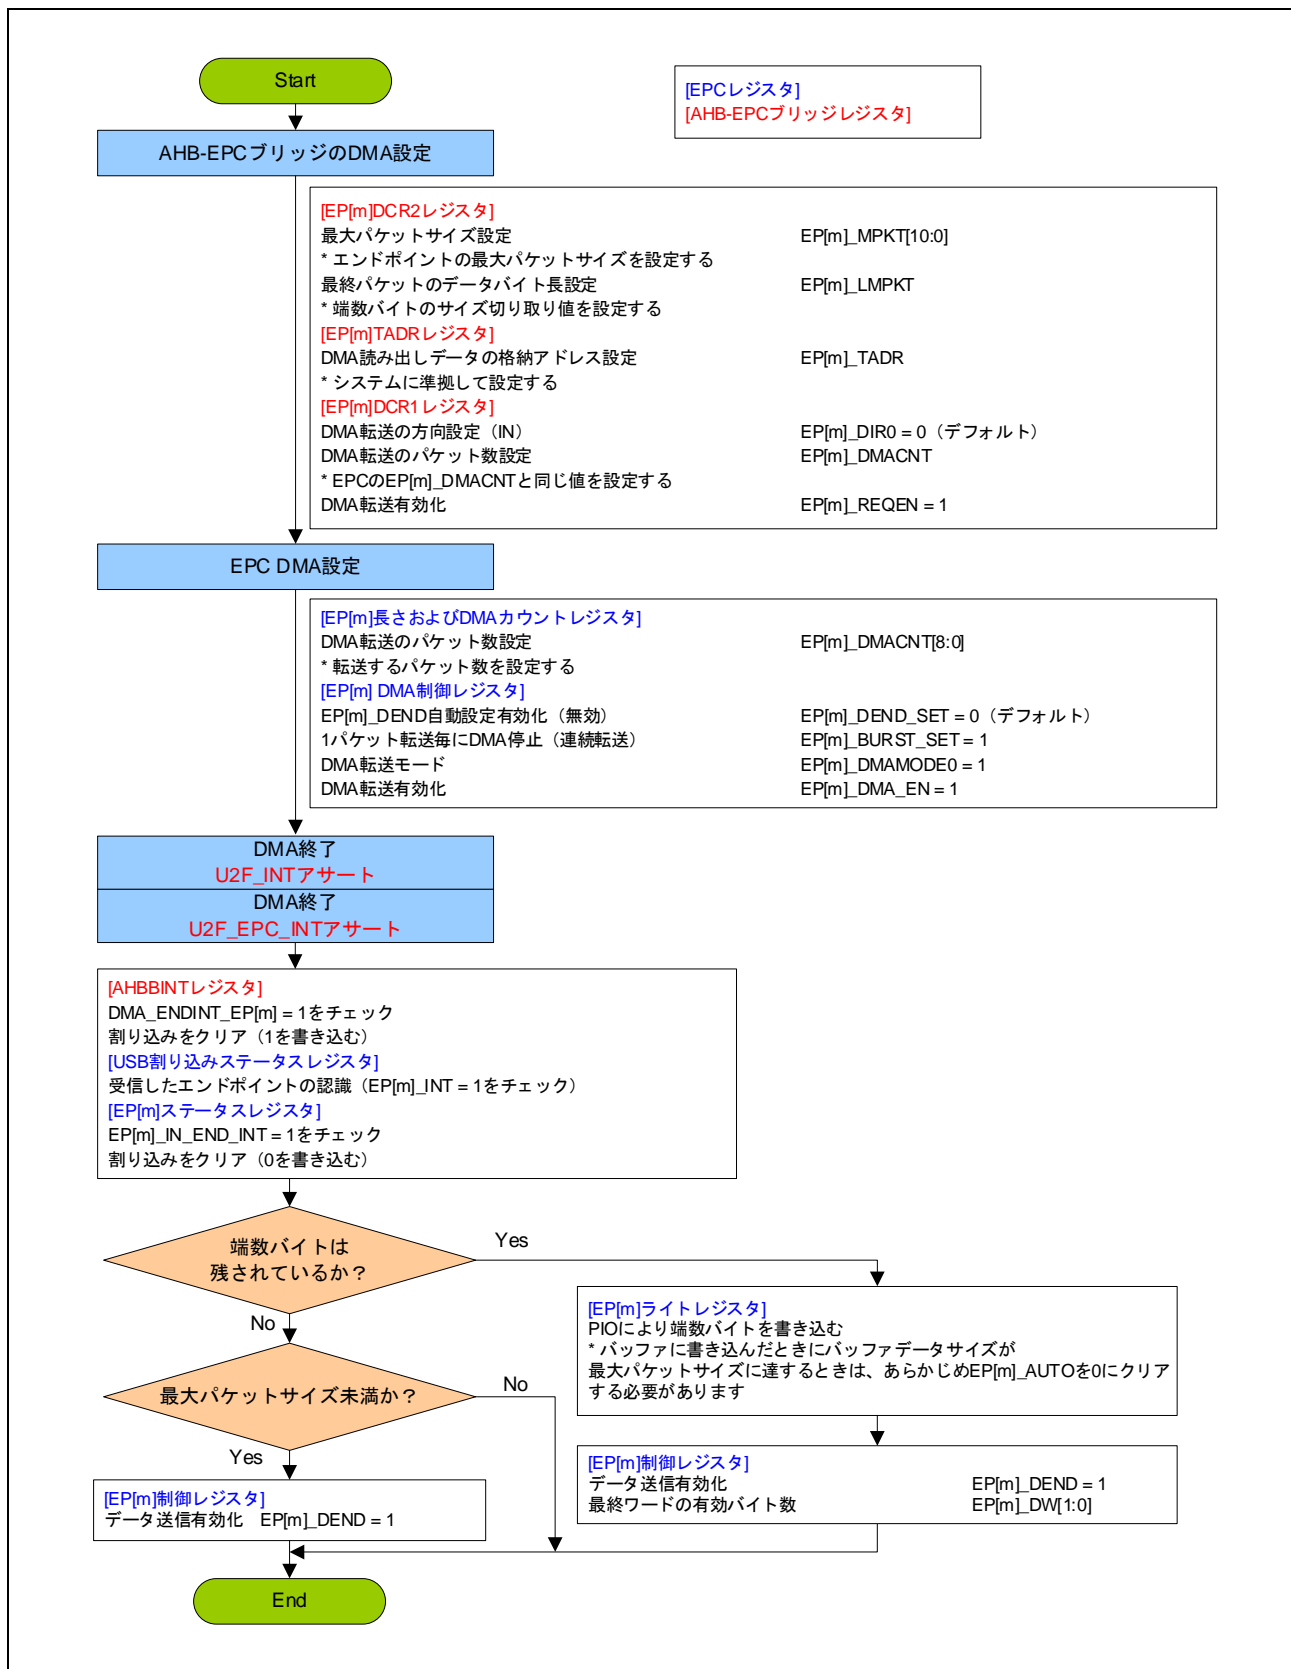 Start
[EPCレジスタ]
[AHB-EPCブリッジレジスタ]
AHB-EPCブリッジのDMA設定
[EP[m]DCR2レジスタ]
最大パケットサイズ設定 EP[m]_MPKT[10:0]
* エンドポイントの最大パケットサイズを設定する
最終パケットのデータバイト長設定 EP[m]_LMPKT
* 端数バイトのサイズ切り取り値を設定する
[EP[m]TADRレジスタ]
DMA読み出しデータの格納アドレス設定 EP[m]_TADR
* システムに準拠して設定する
[EP[m]DCR1レジスタ]
DMA転送の方向設定（IN） EP[m]_DIR0 = 0（デフォルト）
DMA転送のパケット数設定 EP[m]_DMACNT
* EPCのEP[m]_DMACNTと同じ値を設定する
DMA転送有効化 EP[m]_REQEN = 1
EPC DMA設定
[EP[m]長さおよびDMAカウントレジスタ]
DMA転送のパケット数設定 EP[m]_DMACNT[8:0]
* 転送するパケット数を設定する
[EP[m] DMA制御レジスタ]
EP[m]_DEND自動設定有効化（無効） EP[m]_DEND_SET = 0（デフォルト）
1パケット転送毎にDMA停止（連続転送） EP[m]_BURST_SET = 1
DMA転送モード EP[m]_DMAMODE0 = 1
DMA転送有効化 EP[m]_DMA_EN = 1
DMA終了
U2F_INTアサート
DMA終了
U2F_EPC_INTアサート
[AHBBINTレジスタ]
DMA_ENDINT_EP[m] = 1をチェック
割り込みをクリア（1を書き込む）
[USB割り込みステータスレジスタ]
受信したエンドポイントの認識（EP[m]_INT = 1をチェック）
[EP[m]ステータスレジスタ]
EP[m]_IN_END_INT = 1をチェック
割り込みをクリア（0を書き込む）
端数バイトは
残されているか？
Yes
No
[EP[m]ライトレジスタ]
PIOにより端数バイトを書き込む
* バッファに書き込んだときにバッファデータサイズが
最大パケットサイズに達するときは、あらかじめEP[m]_AUTOを0にクリア
する必要があります
最大パケットサイズ未満か？
No
Yes
[EP[m]制御レジスタ]
データ送信有効化 EP[m]_DEND = 1
最終ワードの有効バイト数 EP[m]_DW[1:0]
[EP[m]制御レジスタ]
データ送信有効化 EP[m]_DEND = 1
End